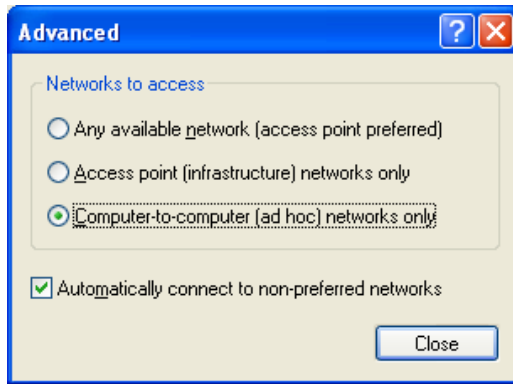 Advanced
Networks to access
Any available network (access point preferred)
Access point (infrastructure) networks only
Computer-to-computer (ad hoc) networks only
Automatically connect to non-preferred networks
Close